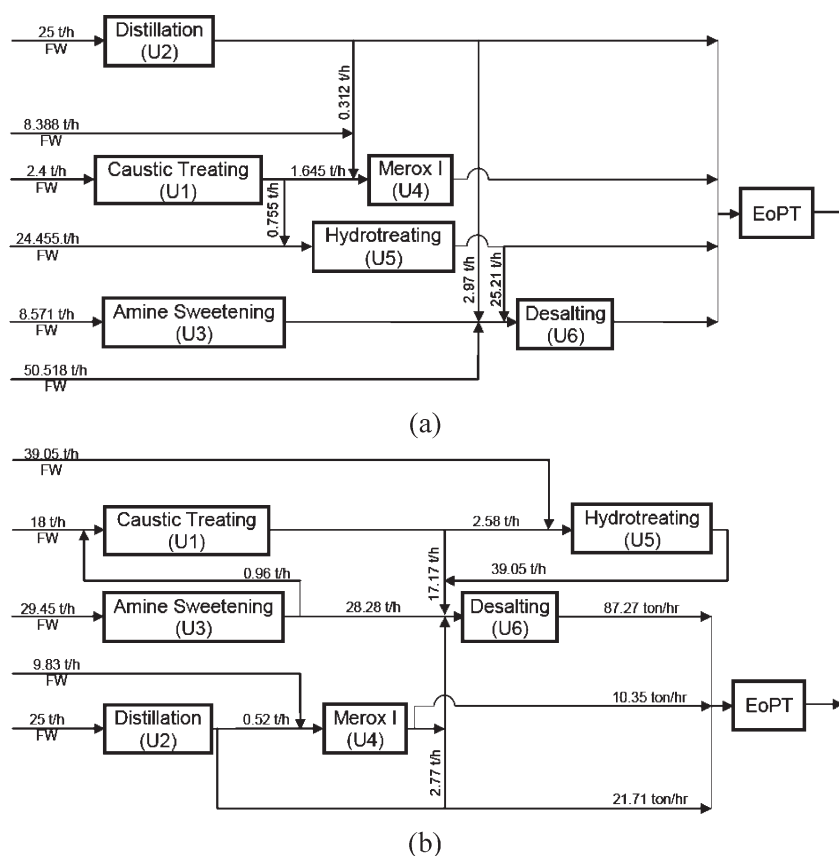 25 t/h
FW
Distillation
(U2)
0.312 t/h
8.388 t/h
FW
2.4 t/h
FW
Caustic Treating
(U1)
1.645 t/h
Merox I
(U4)
0.755 t/h
EoPT
24.455 t/h
FW
Hydrotreating
(U5)
2.97 t/h
25.21 t/h
8.571 t/h
FW
Amine Sweetening
(U3)
Desalting
(U6)
50.518 t/h
FW
(a)
39.05 t/h
FW
18 t/h
FW
Caustic Treating
(U1)
2.58 t/h
Hydrotreating
(U5)
17.17 t/h
39.05 t/h
0.96 t/h
29.45 t/h
FW
Amine Sweetening
(U3)
28.28 t/h
Desalting
(U6)
87.27 ton/hr
9.83 t/h
FW
10.35 ton/hr
EoPT
25 t/h
FW
Distillation
(U2)
0.52 t/h
Merox I
(U4)
2.77 t/h
21.71 ton/hr
(b)